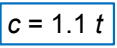 c = 1.1 t